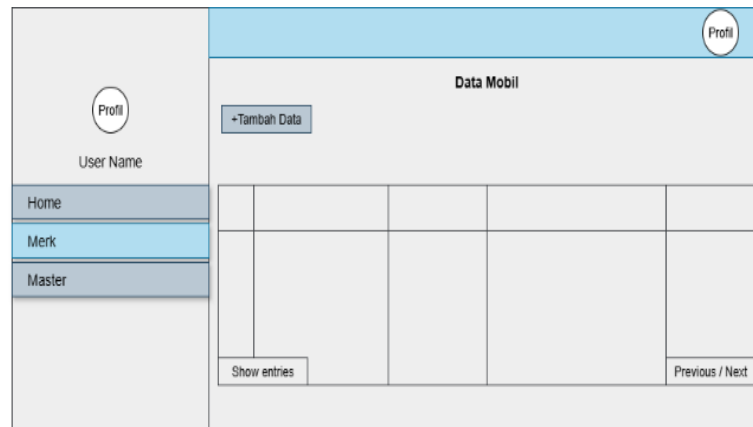 Profil
Profil
User Name
Home
Merk
Master
Data Mobil
+Tambah Data
Show entries
Previous / Next